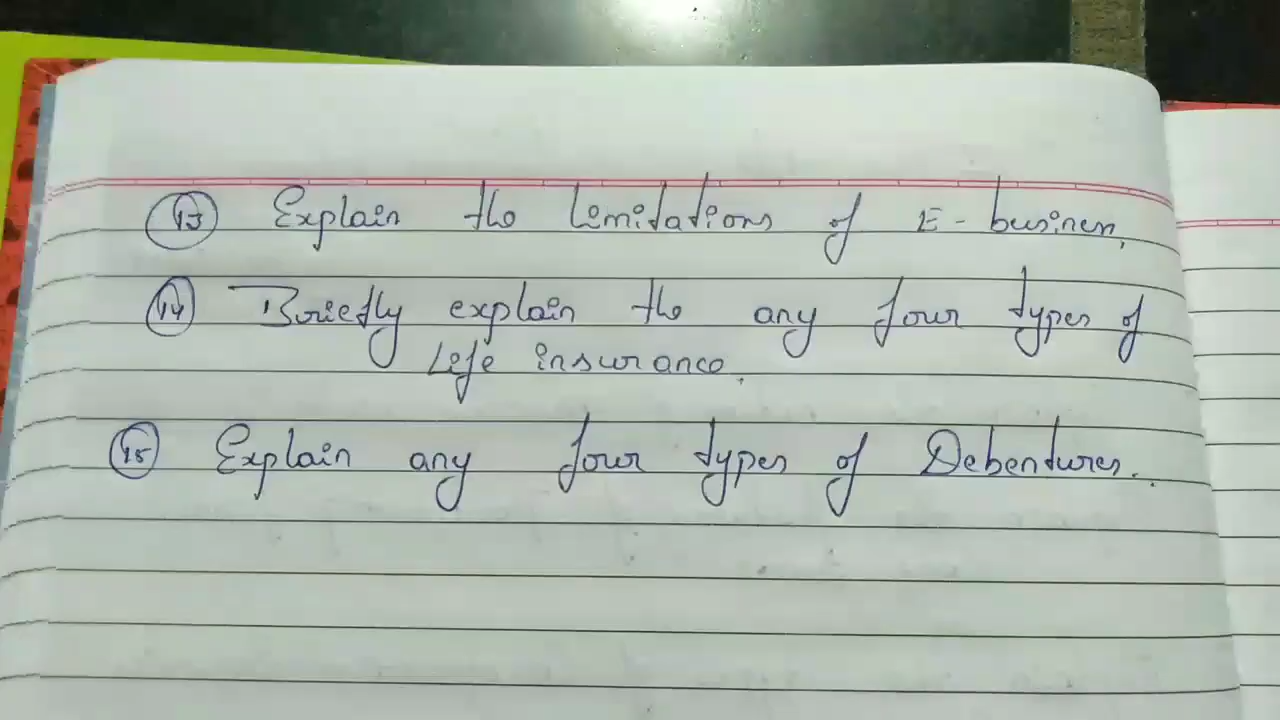 13 Explain the limitations of E-business.
14 Briefly explain the any four types of
Life insurance.
15 Explain any four types of Debentures..